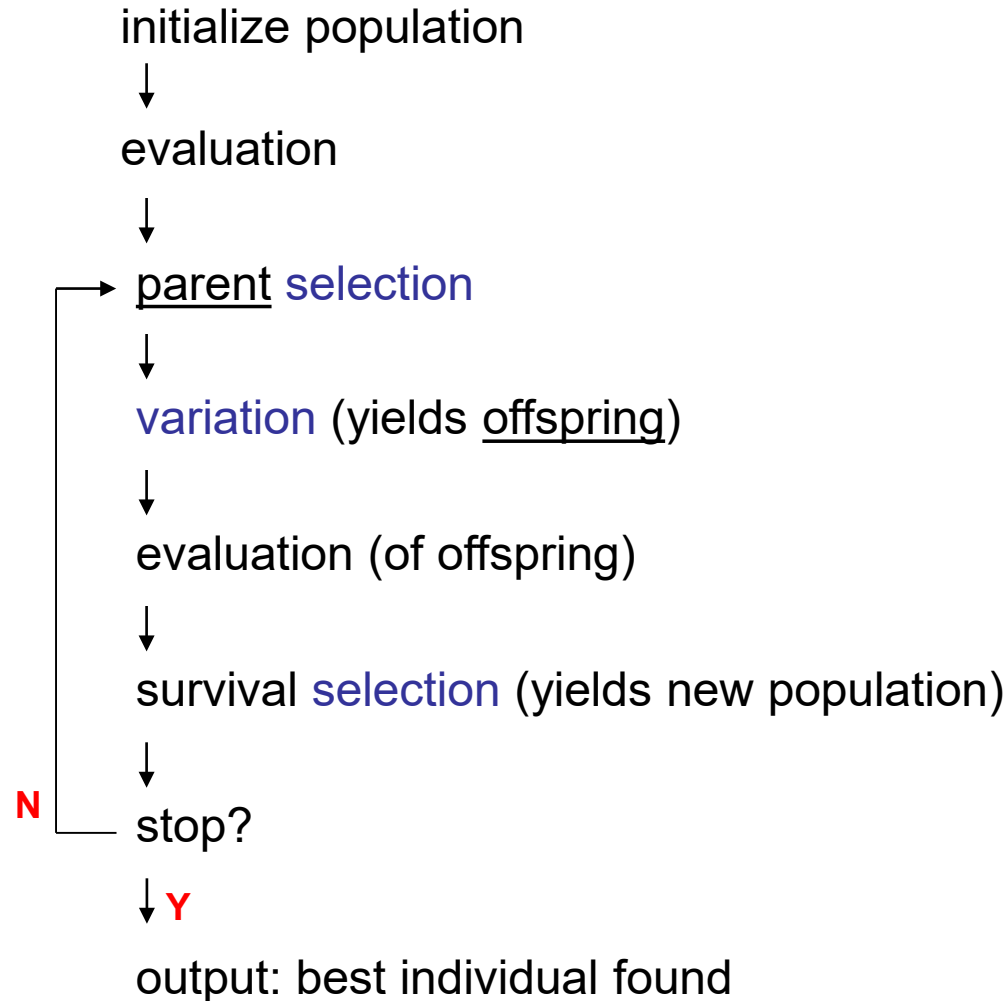 initialize population
evaluation
parent selection
variation (yields offspring)
evaluation (of offspring)
survival selection (yields new population)
N
stop?
Y
output: best individual found